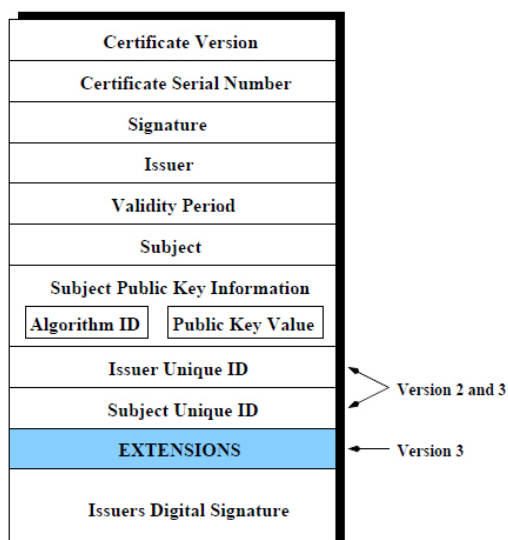 Certificate Version
Certificate Serial Number
Signature
Issuer
Validity Period
Subject
Subject Public Key Information
Algorithm ID Public Key Value
Issuer Unique ID
Version 2 and 3
Subject Unique ID
EXTENSIONS
Version 3
Issuers Digital Signature